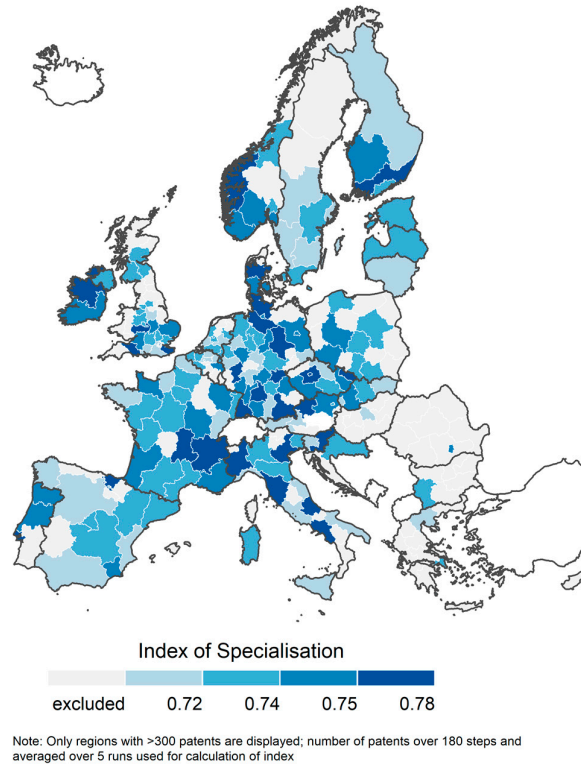 Index of Specialisation
excluded 0.72 0.74 0.75 0.78
Note: Only regions with >300 patents are displayed; number of patents over 180 steps and
averaged over 5 runs used for calculation of index